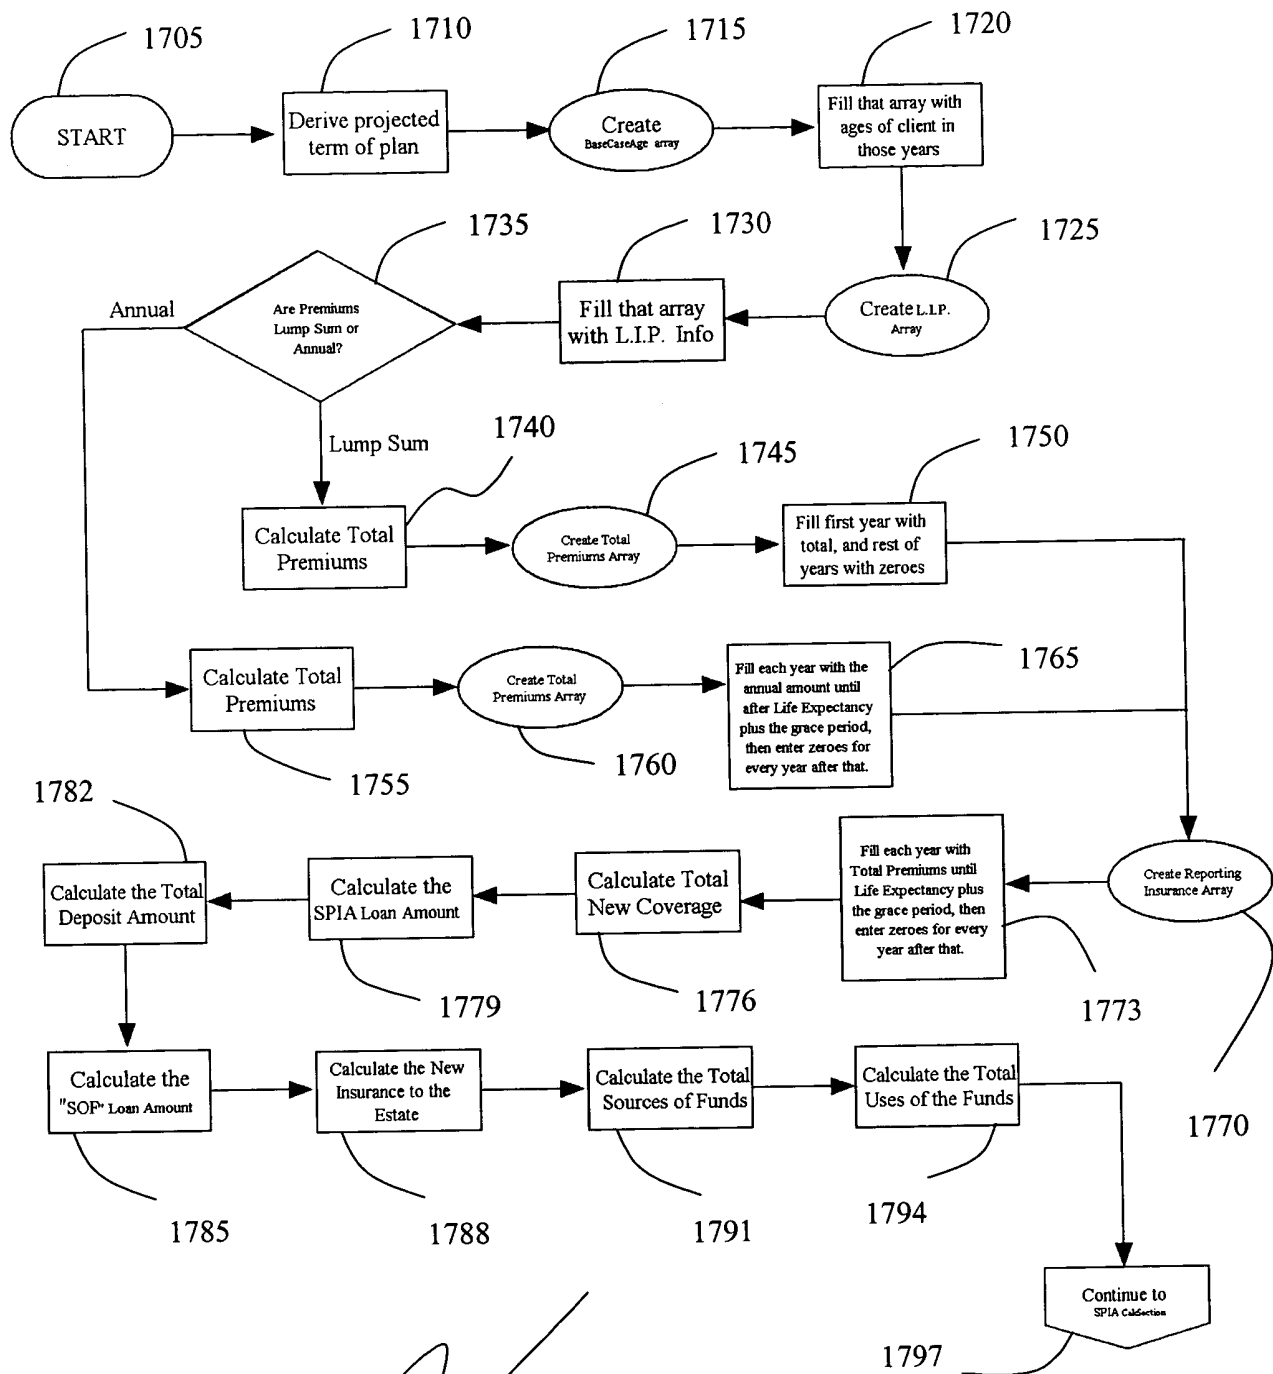 1705
1710
1715
1720
START
Derive projected
term of plan
Create
BaseCaseAge array
Fill that array with
ages of client in
those years
1735
1730
1725
Annual
Are Premiums
Lump Sum or
Annual?
Fill that array
with L.I.P. Info
Create L.I.P.
Array
Lump Sum
1740
1745
1750
Calculate Total
Premiums
Create Total
Premiums Array
Fill first year with
total, and rest of
years with zeroes
Calculate Total
Premiums
Create Total
Premiums Array
Fill each year with the
annual amount until
after Life Expectancy
plus the grace period,
then enter zeroes for
every year after that.
1765
1755
1760
1782
Calculate the Total
Deposit Amount
Calculate the
SPIA Loan Amount
Calculate Total
New Coverage
Fill each year with
Total Premiums until
Life Expectancy plus
the grace period, then
enter zeroes for every
year after that.
Create Reporting
Insurance Array
1779
1776
1773
1770
Calculate the
"SOF" Loan Amount
Calculate the New
Insurance to the
Estate
Calculate the Total
Sources of Funds
Calculate the Total
Uses of the Funds
1785
1788
1791
1794
Continue to
SPIA CalcSection
1797